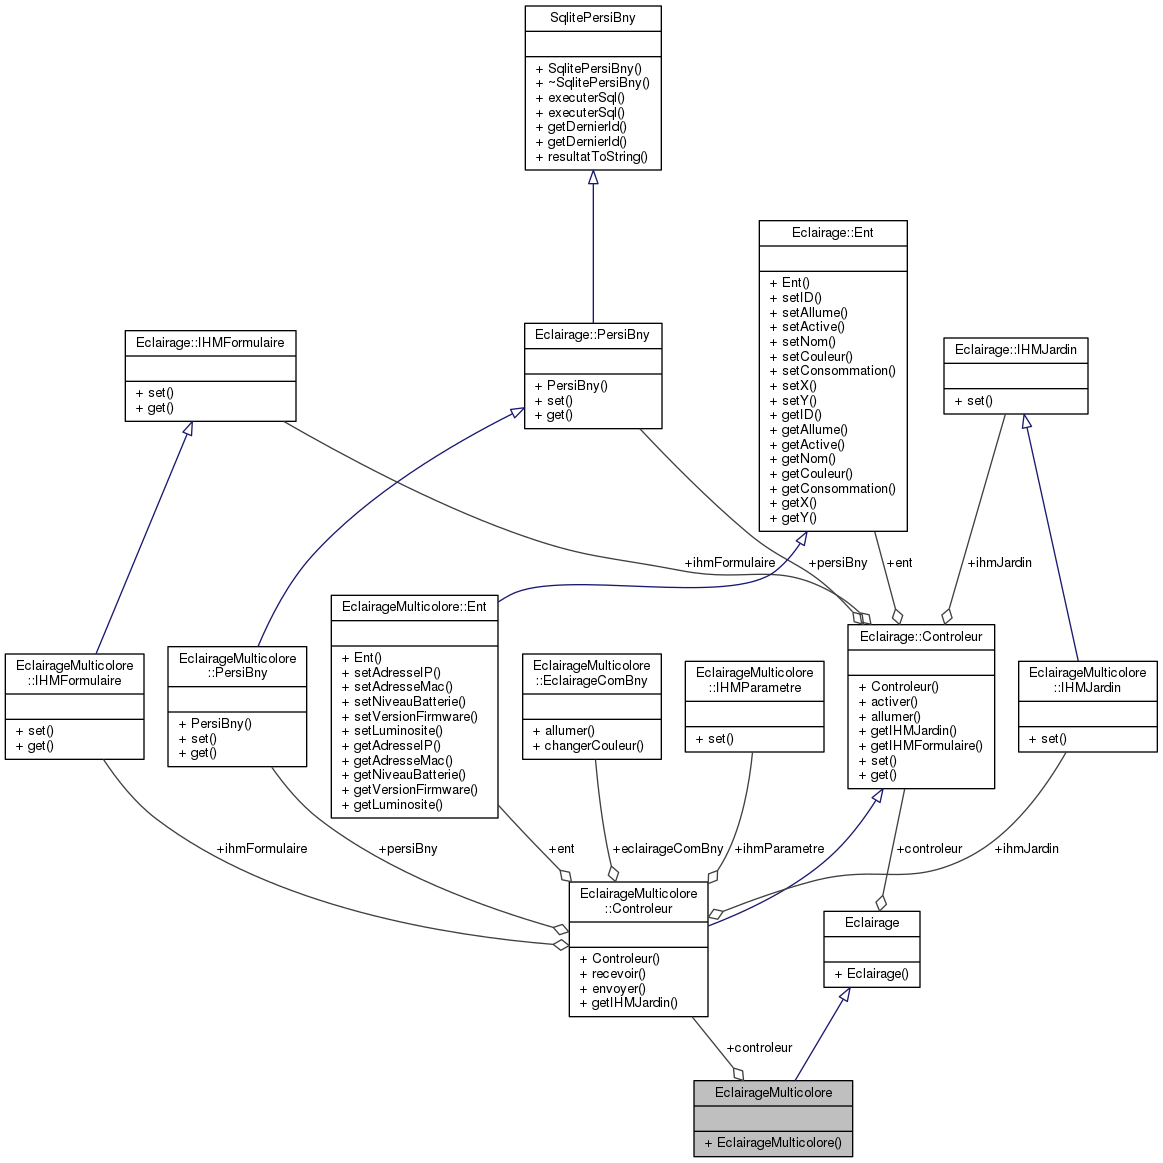 SqlitePersiBny
+ SqlitePersiBny()
+ ~SqlitePersiBny()
+ executerSql()
+ executerSql()
+ getDernierId()
+ getDernierId()
+ resultatToString()
Eclairage::Ent
+ Ent()
+ setID()
+ setAllume()
+ setActive()
+ setNom()
+ setCouleur()
+ setConsommation()
+ setX()
+ setY()
+ getID()
+ getAllume()
+ getActive()
+ getNom()
+ getCouleur()
+ getConsommation()
+ getX()
+ getY()
Eclairage::IHMFormulaire
+ set()
+ get()
Eclairage::PersiBny
+ PersiBny()
+ set()
+ get()
Eclairage::IHMJardin
+ set()
+ihmFormulaire
+persiBny
+ent
+ihmJardin
EclairageMulticolore
::IHMFormulaire
+ set()
+ get()
EclairageMulticolore
::PersiBny
+ PersiBny()
+ set()
+ get()
EclairageMulticolore::Ent
+ Ent()
+ setAdresseIP()
+ setAdresseMac()
+ setNiveauBatterie()
+ setVersionFirmware()
+ setLuminosite()
+ getAdresseIP()
+ getAdresseMac()
+ getNiveauBatterie()
+ getVersionFirmware()
+ getLuminosite()
EclairageMulticolore
::EclairageComBny
+ allumer()
+ changerCouleur()
EclairageMulticolore
::IHMParametre
+ set()
Eclairage::Controleur
+ Controleur()
+ activer()
+ allumer()
+ getIHMJardin()
+ getIHMFormulaire()
+ set()
+ get()
EclairageMulticolore
::IHMJardin
+ set()
+ihmFormulaire
+persiBny
+ent
+eclairageComBny
+ihmParametre
+controleur
+ihmJardin
EclairageMulticolore
::Controleur
+ Controleur()
+ recevoir()
+ envoyer()
+ getIHMJardin()
Eclairage
+ Eclairage()
+controleur
EclairageMulticolore
+ EclairageMulticolore()